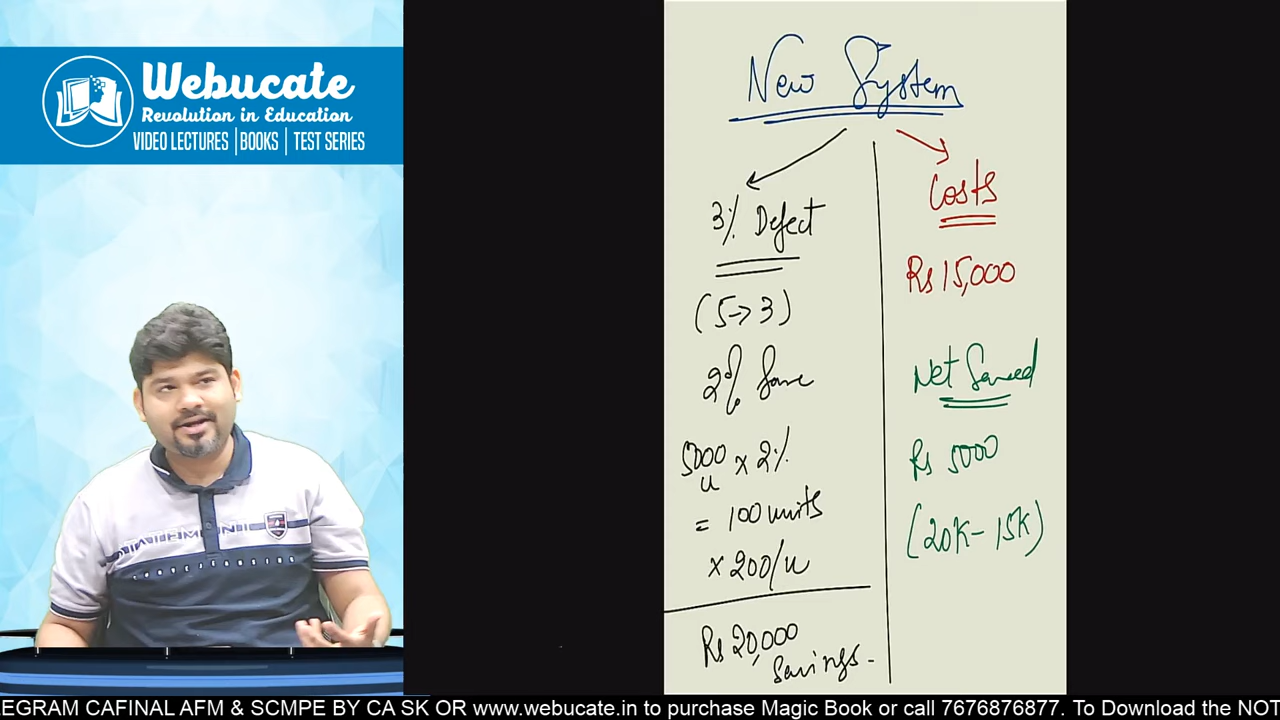 Webucate
Revolution in Education
VIDEO LECTURES | BOOKS | TEST SERIES
New System
3% Defect
(5→3)
2% Save
5000 u × 2%
= 100 units
× 200/u
Rs 20,000
Savings.
Costs
Rs 15,000
Net Saved
Rs 5000
(20K - 15K)
EGRAM CAFINAL AFM & SCMPE BY CA SK OR www.webucate.in to purchase Magic Book or call 7676876877. To Download the NOT